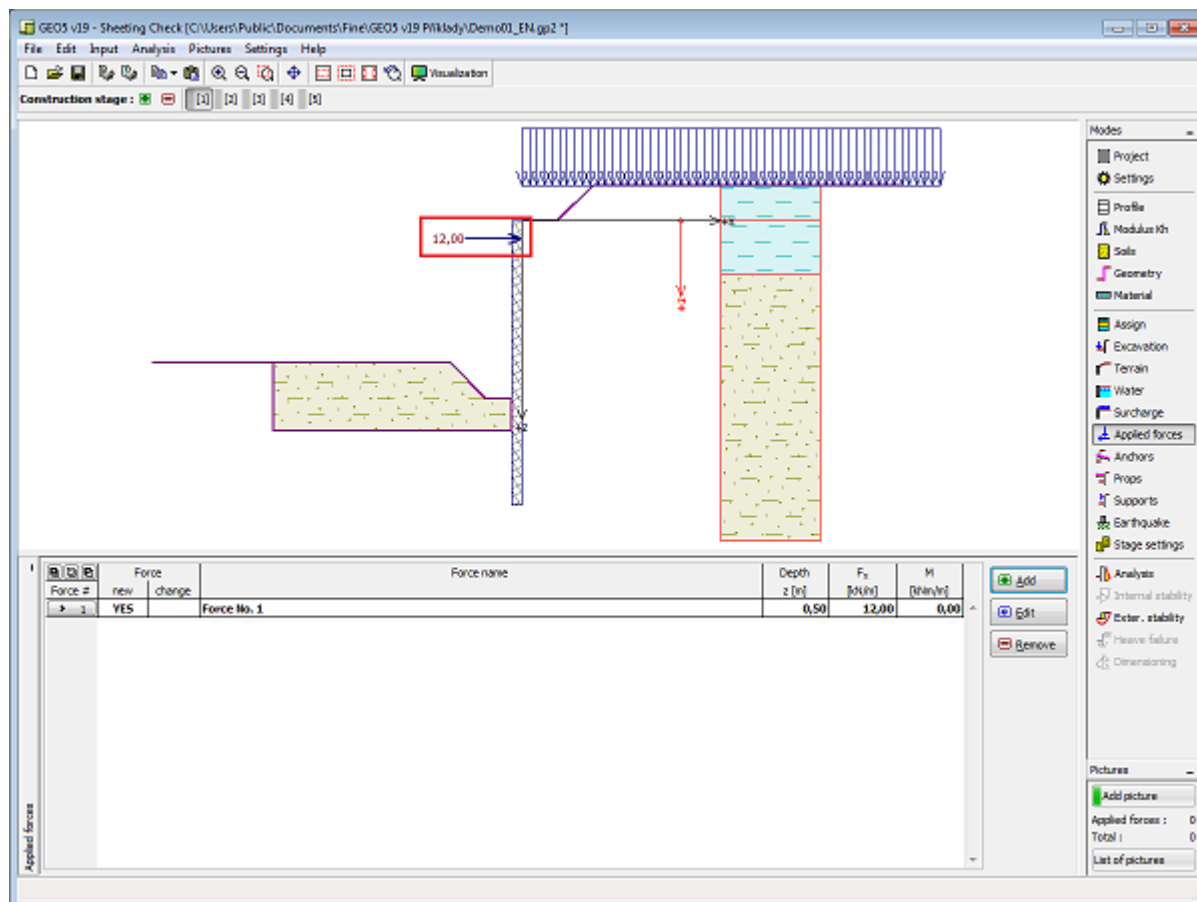 GEO5 v19 - Sheeting Check [C:\Users\Public\Documents\Fine\GEO5 v19 Příklady\Demo01_EN.gp2 *]
File Edit Input Analysis Pictures Settings Help
Visualization
Construction stage : [1] [2] [3] [4] [5]
12,00
+x
+z
Modes
Project
Settings
Profile
Modulus Kh
Soils
Geometry
Material
Assign
Excavation
Terrain
Water
Surcharge
Applied forces
Anchors
Props
Supports
Earthquake
Stage settings
Analysis
Internal stability
Exter. stability
Heave failure
Dimensioning
Applied forces
Force Force name Depth Fx M
Force # new change z [m] [kN/m] [kNm/m]
1 YES Force No. 1 0,50 12,00 0,00
Add
Edit
Remove
Pictures
Add picture
Applied forces : 0
Total : 0
List of pictures